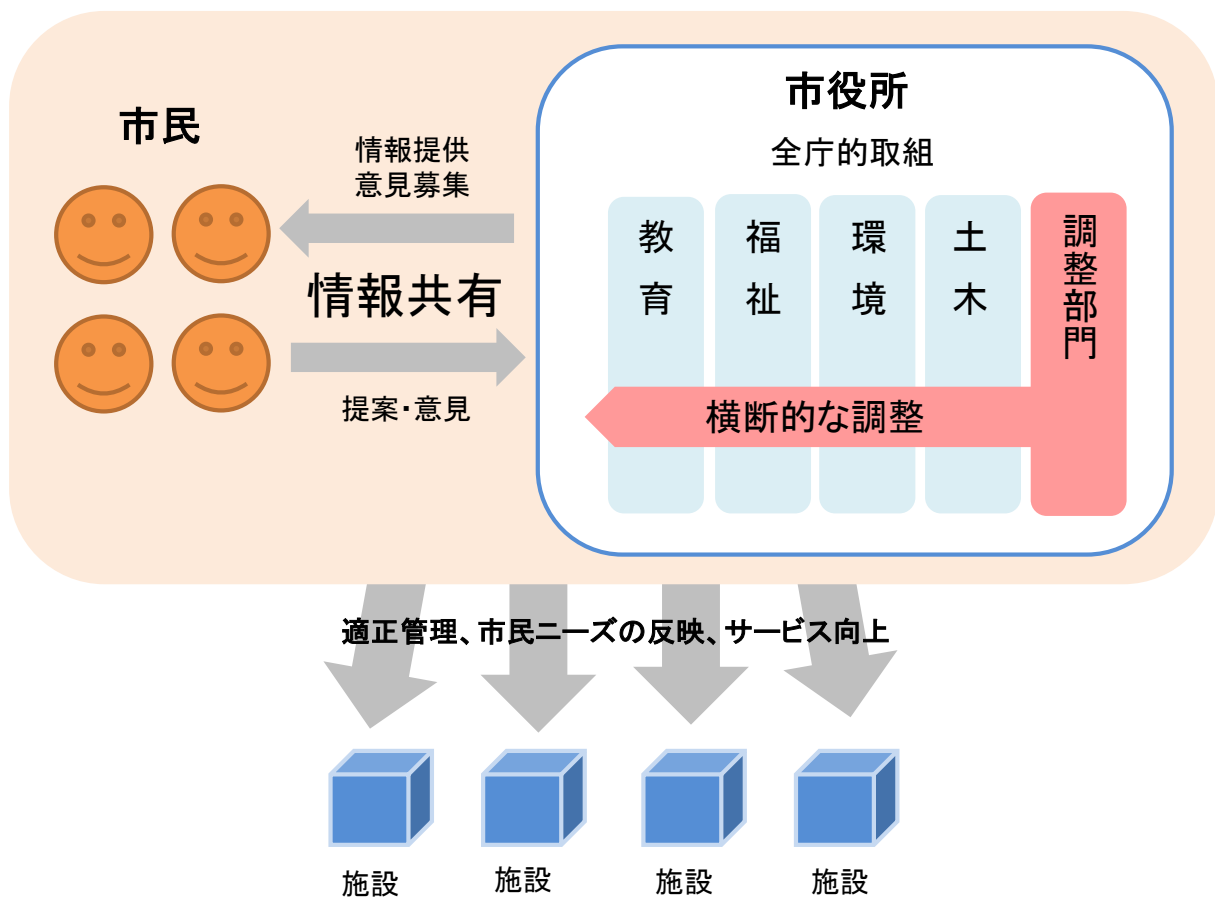 市民
情報提供
意見募集
情報共有
提案・意見
市役所
全庁的取組
教育
福祉
環境
土木
調整部門
横断的な調整
適正管理、市民ニーズの反映、サービス向上
施設
施設
施設
施設